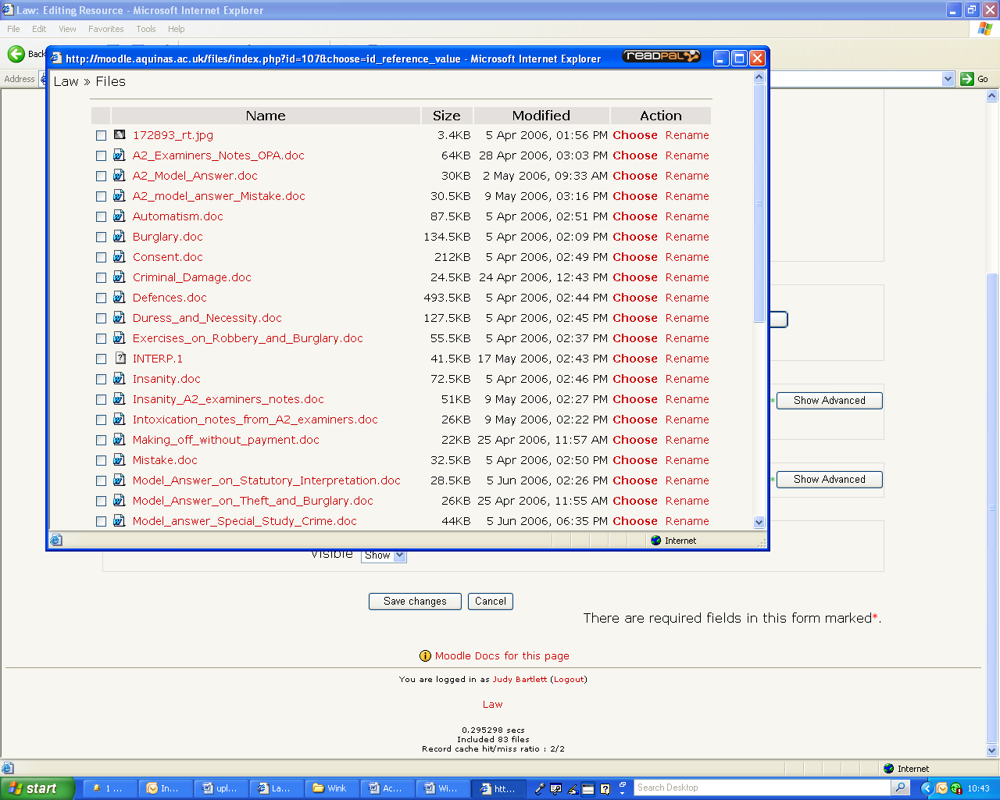 Law: Editing Resource - Microsoft Internet Explorer
File Edit View Favorites Tools Help
Back
http://moodle.aquinas.ac.uk/files/index.php?id=107&choose=id_reference_value - Microsoft Internet Explorer
readpal
Address Go
Law » Files
Name Size Modified Action
172893_rt.jpg 3.4KB 5 Apr 2006, 01:56 PM Choose Rename
A2_Examiners_Notes_OPA.doc 64KB 28 Apr 2006, 03:03 PM Choose Rename
A2_Model_Answer.doc 30KB 2 May 2006, 09:33 AM Choose Rename
A2_model_answer_Mistake.doc 30.5KB 9 May 2006, 03:16 PM Choose Rename
Automatism.doc 87.5KB 5 Apr 2006, 02:51 PM Choose Rename
Burglary.doc 134.5KB 5 Apr 2006, 02:09 PM Choose Rename
Consent.doc 212KB 5 Apr 2006, 02:49 PM Choose Rename
Criminal_Damage.doc 24.5KB 24 Apr 2006, 12:43 PM Choose Rename
Defences.doc 493.5KB 5 Apr 2006, 02:44 PM Choose Rename
Duress_and_Necessity.doc 127.5KB 5 Apr 2006, 02:45 PM Choose Rename
Exercises_on_Robbery_and_Burglary.doc 55.5KB 5 Apr 2006, 02:37 PM Choose Rename
INTERP.1 41.5KB 17 May 2006, 02:43 PM Choose Rename
Insanity.doc 72.5KB 5 Apr 2006, 02:46 PM Choose Rename
Insanity_A2_examiners_notes.doc 51KB 9 May 2006, 02:27 PM Choose Rename
* Show Advanced
Intoxication_notes_from_A2_examiners.doc 26KB 9 May 2006, 02:22 PM Choose Rename
Making_off_without_payment.doc 22KB 25 Apr 2006, 11:57 AM Choose Rename
Mistake.doc 32.5KB 5 Apr 2006, 02:50 PM Choose Rename
Model_Answer_on_Statutory_Interpretation.doc 28.5KB 5 Jun 2006, 02:26 PM Choose Rename
* Show Advanced
Model_Answer_on_Theft_and_Burglary.doc 26KB 25 Apr 2006, 11:55 AM Choose Rename
Model_answer_Special_Study_Crime.doc 44KB 5 Jun 2006, 06:35 PM Choose Rename
Internet
Visible Show
Save changes Cancel
There are required fields in this form marked*.
Moodle Docs for this page
You are logged in as Judy Bartlett (Logout)
Law
0.295298 secs
Included 83 files
Record cache hit/miss ratio : 2/2
Internet
start 1 ... In... upl... La... Wink Ac... Wi... htt... Search Desktop 10:43